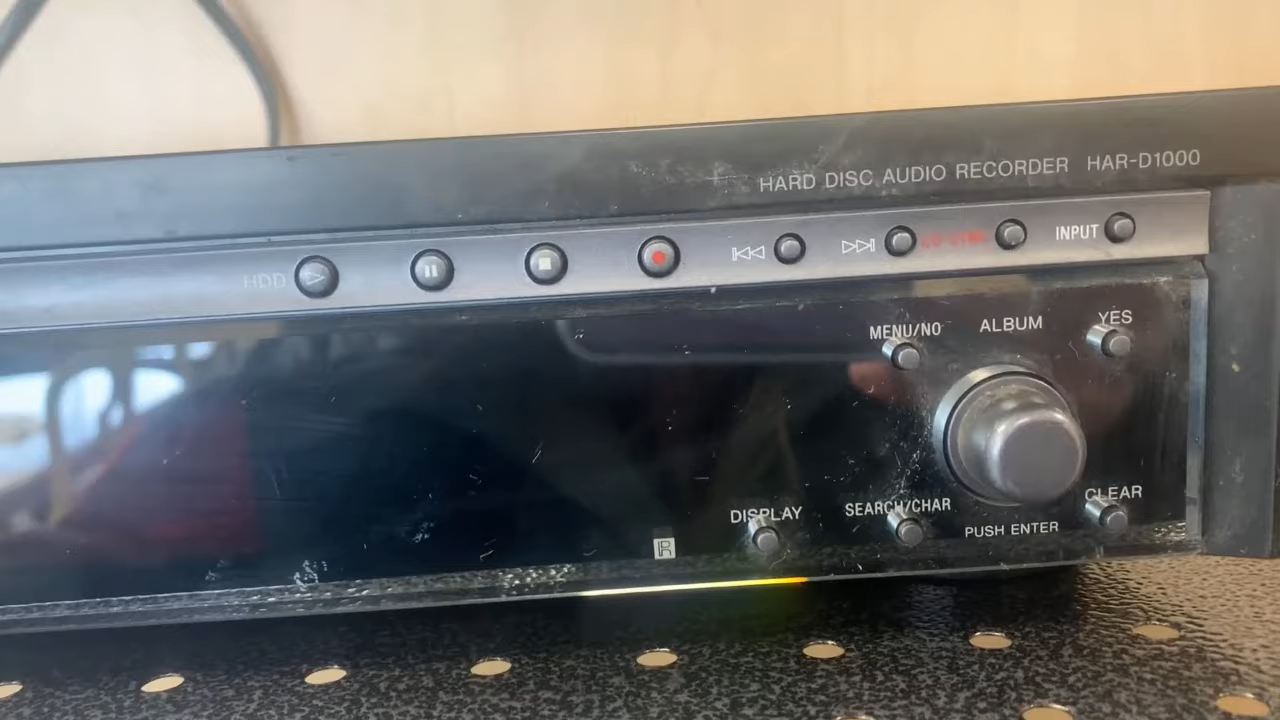 HARD DISC AUDIO RECORDER HAR-D1000
HDD
INPUT
MENU/NO
ALBUM
YES
DISPLAY
SEARCH/CHAR
PUSH ENTER
CLEAR